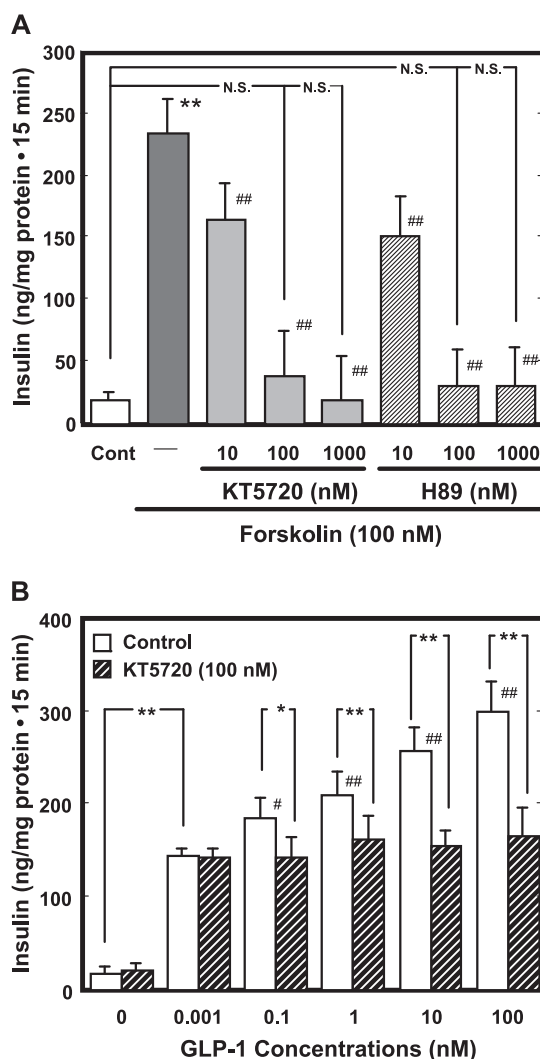 A
Insulin (ng/mg protein • 15 min)
300
250
200
150
100
50
0
N.S.
N.S.
N.S.
N.S.
**
##
##
##
##
##
##
Cont
—
10
100
1000
10
100
1000
KT5720 (nM)
H89 (nM)
Forskolin (100 nM)
B
Insulin (ng/mg protein • 15 min)
400
300
200
100
0
Control
KT5720 (100 nM)
**
*
**
**
**
#
##
##
##
0
0.001
0.1
1
10
100
GLP-1 Concentrations (nM)